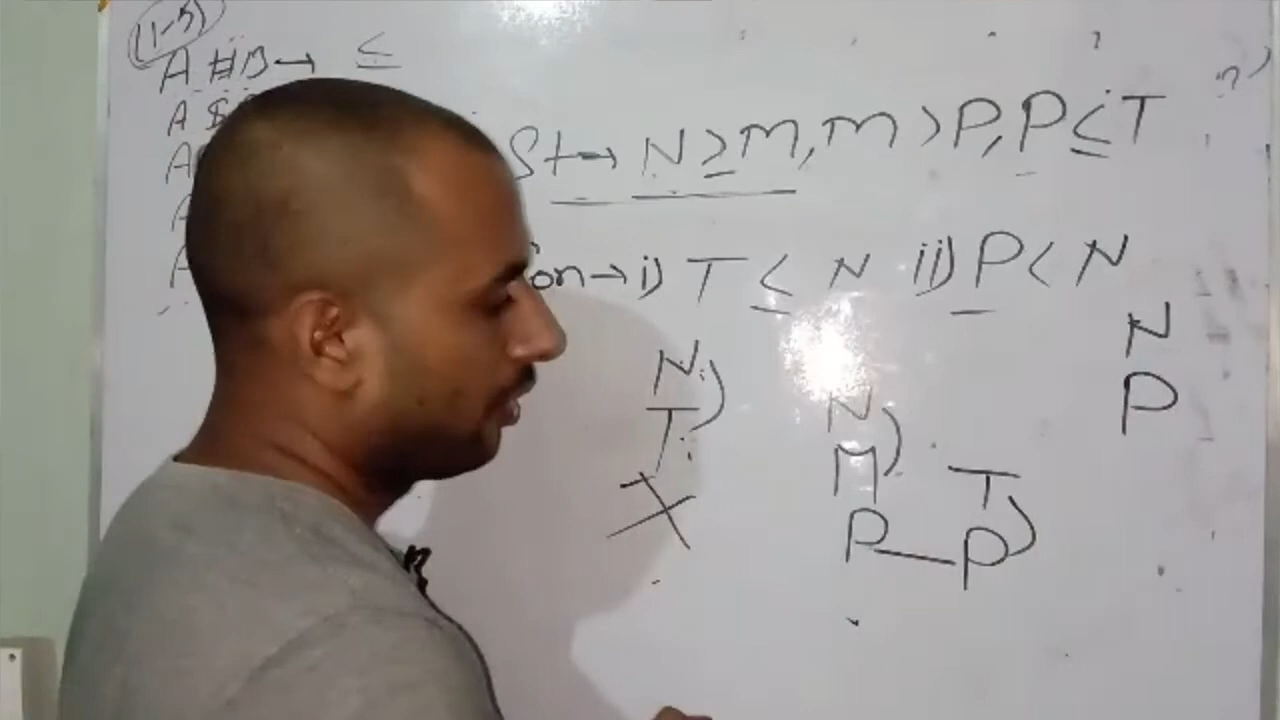 (1-5)
A # B → ≤
A $
A
A
A
St → N ≥ M, M > P, P ≤ T
on → i) T ≤ N ii) P < N
N
P
N
T
X
N
M
P
T
P